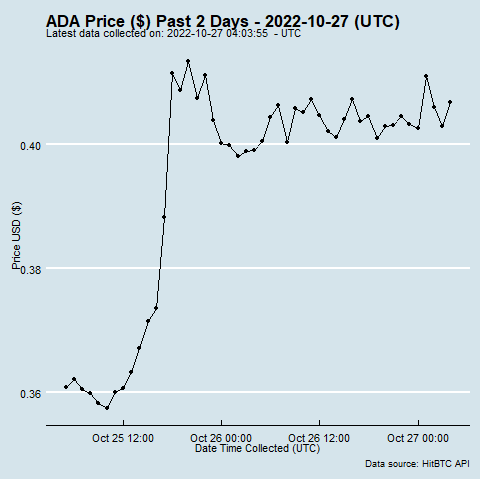 ADA Price ($) Past 2 Days - 2022-10-27 (UTC)
Latest data collected on: 2022-10-27 04:03:55 - UTC
Price USD ($)
0.40
0.38
0.36
Oct 25 12:00 Oct 26 00:00 Oct 26 12:00 Oct 27 00:00
Date Time Collected (UTC)
Data source: HitBTC API